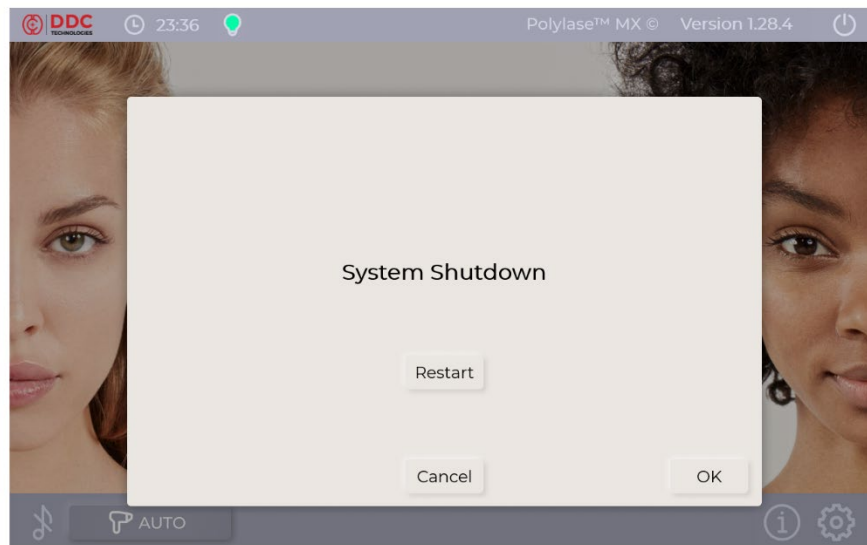 DDC
TECHNOLOGIES
23:36
Polylase™ MX © Version 1.28.4
System Shutdown
Restart
Cancel
OK
AUTO